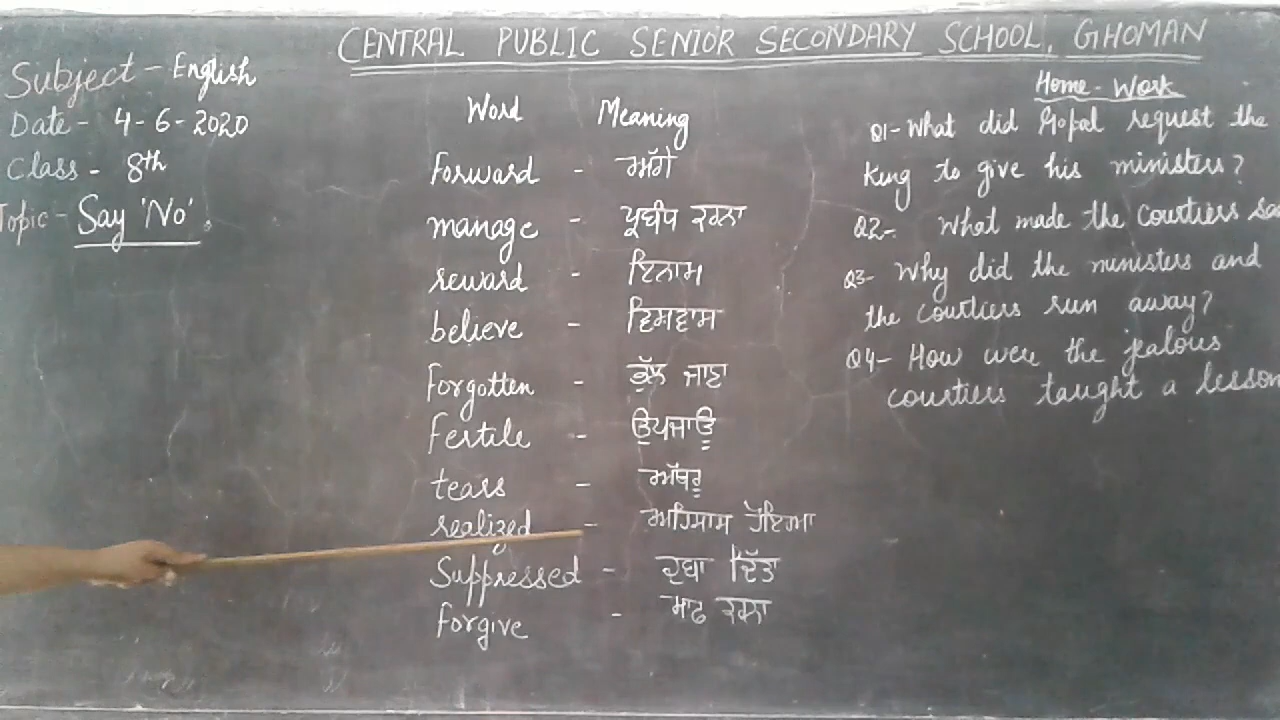 CENTRAL PUBLIC SENIOR SECONDARY SCHOOL, GHOMAN
Subject - English
Date - 4-6-2020
Class - 8th
Topic - Say 'No'.
Word Meaning
forward - ਅੱਗੇ
manage - ਪ੍ਰਬੰਧ ਕਰਨਾ
reward - ਇਨਾਮ
believe - ਵਿਸਵਾਸ
forgotten - ਭੁੱਲ ਜਾਣਾ
fertile - ਉਪਜਾਊ
tears - ਅੱਥਰੂ
realized - ਅਹਿਸਾਸ ਹੋਇਆ
Suppressed - ਦਬਾ ਦਿੱਤਾ
forgive - ਮਾਫ ਕਰਨਾ
Home-Work
Q1- What did Gopal request the
King to give his ministers?
Q2- What made the Courtiers
Q3- Why did the ministers and
the courtiers run away?
Q4- How were the jealous
courtiers taught a lesson